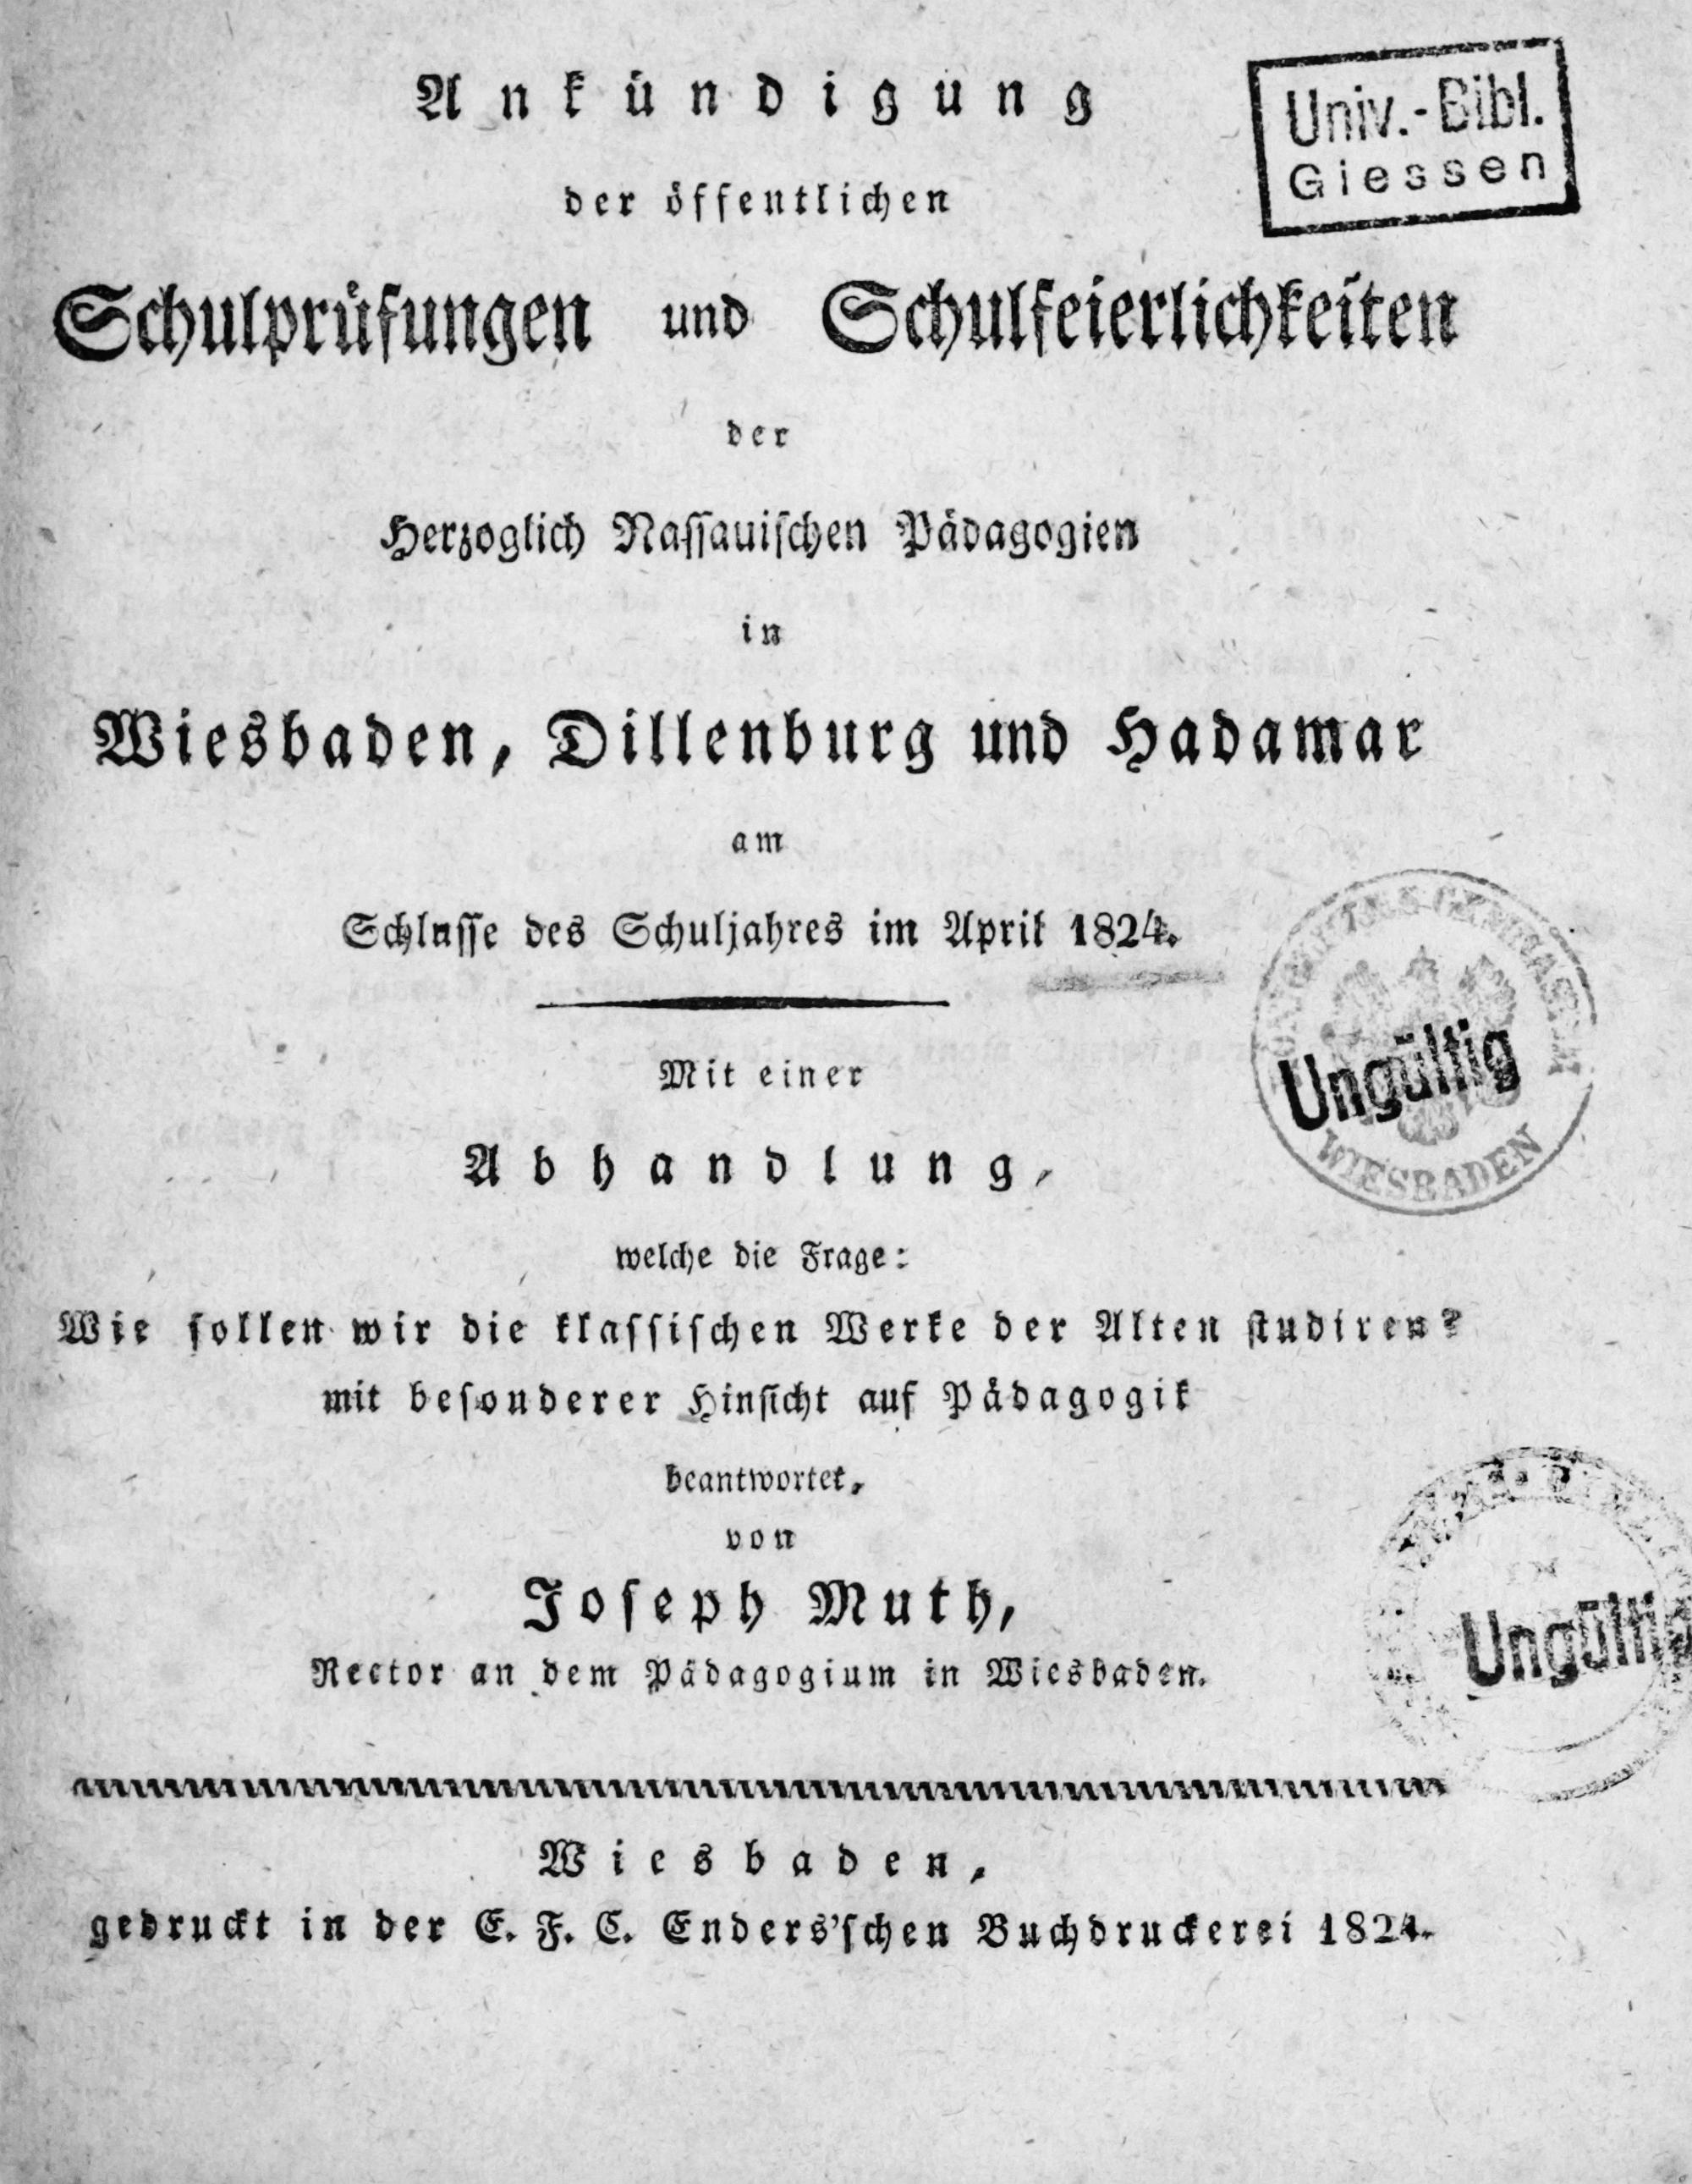 Ankündigung
Univ.-Bibl.
Giessen
der öffentlichen
Schulprüfungen und Schulfeierlichkeiten
der
Herzoglich Nassauischen Pädagogien
in
Wiesbaden, Dillenburg und Hadamar
am
Schlusse des Schuljahres im April 1824.
Mit einer
Ungültig
WIESBADEN
Abhandlung,
welche die Frage:
Wie sollen wir die klassischen Werke der Alten studiren?
mit besonderer Hinsicht auf Pädagogik
beantwortet,
von
Joseph Muth,
Ungültig
Rector an dem Pädagogium in Wiesbaden.
Wiesbaden,
gedruckt in der E. F. C. Enders'schen Buchdruckerei 1824.